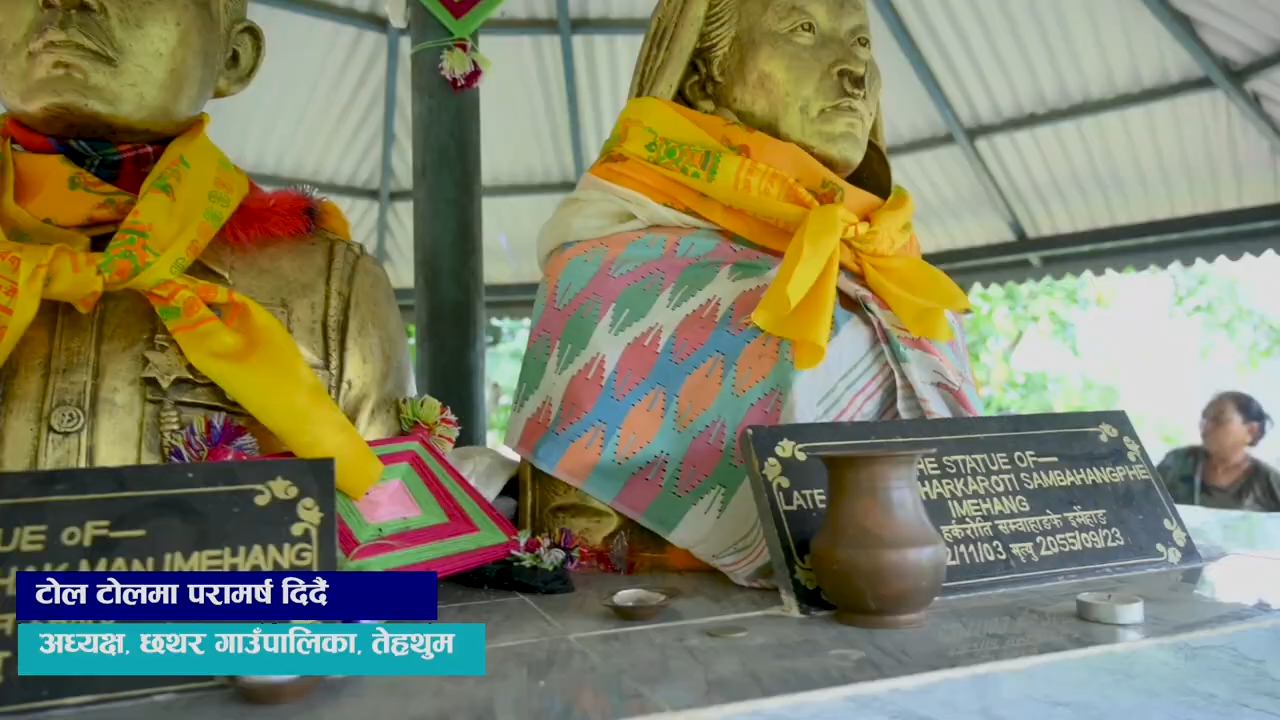 UE OF—
MAN IMEHANG
HE STATUE OF—
LATE HARKAROTI SAMBAHANGPHE
IMEHANG
हर्करोति सम्वाहाङफे इमेहाङ
2/11/03 मृत्यु 2055/09/23
टोल टोलमा परामर्ष दिदैं
अध्यक्ष, छथर गाउँपालिका, तेह्रथुम